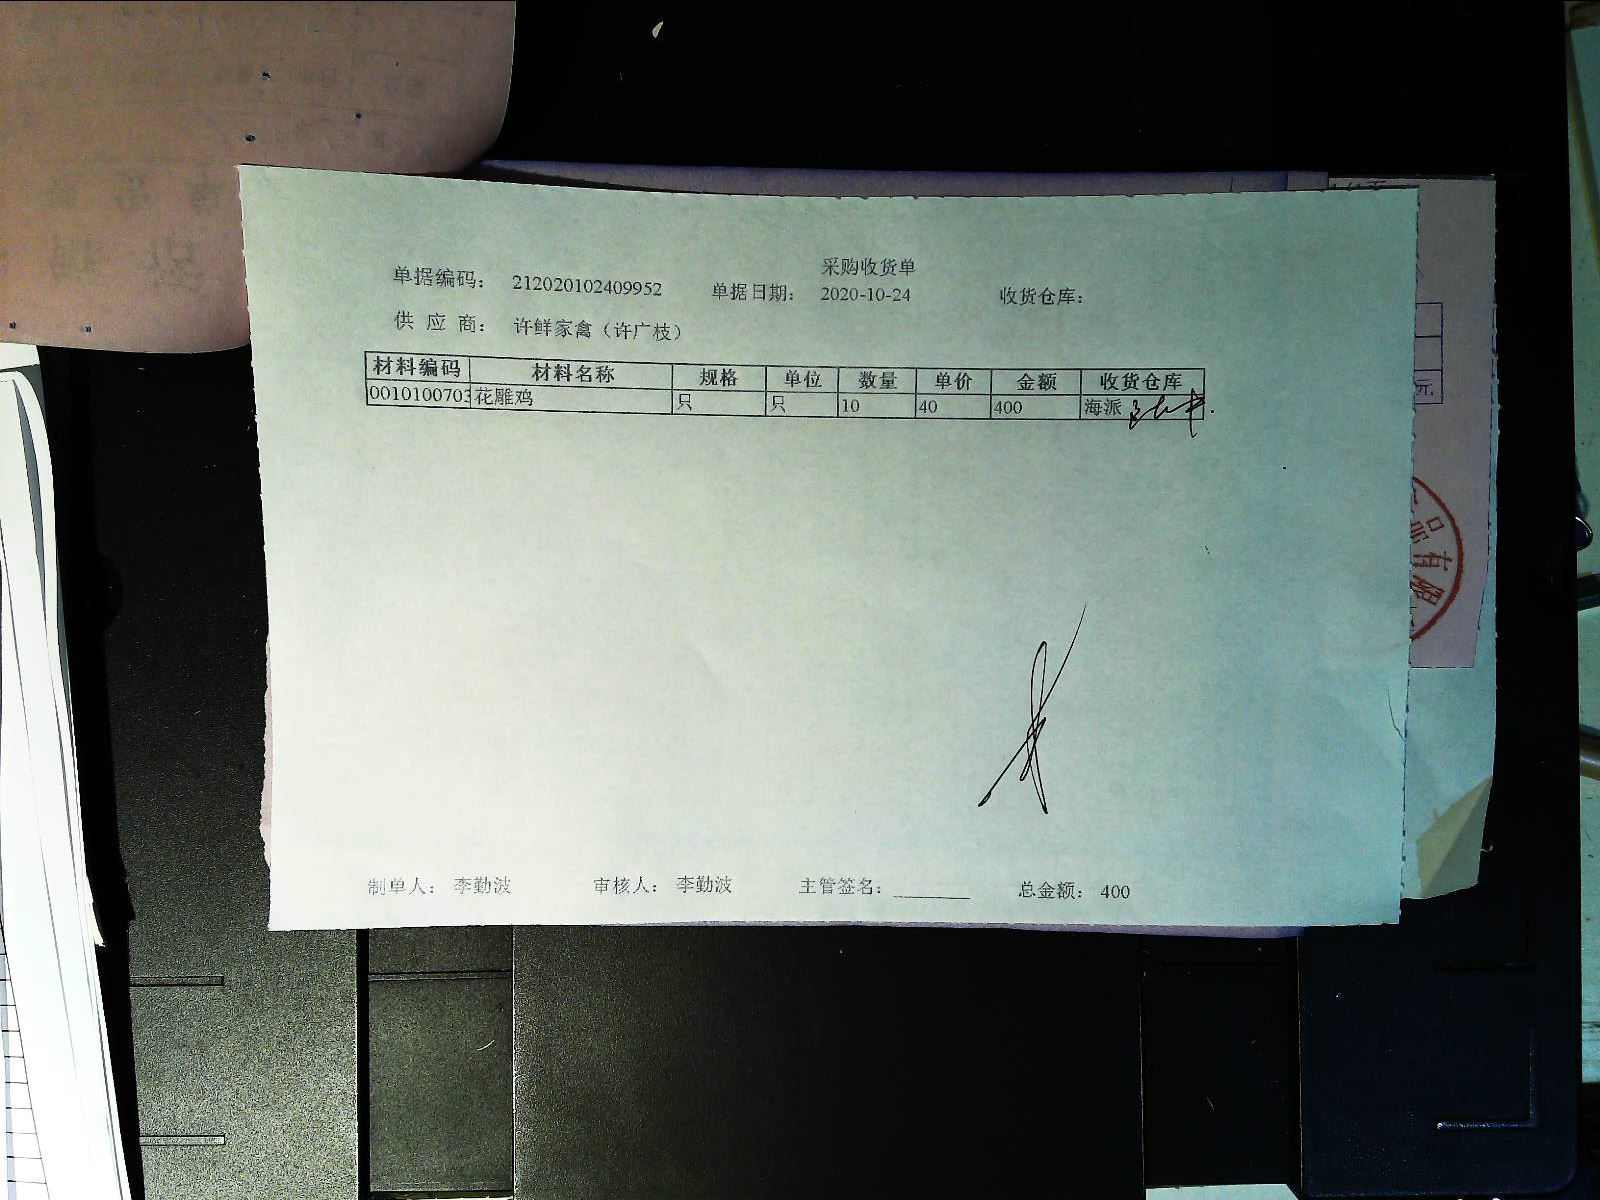 采购收货单
单据编码： 212020102409952 单据日期： 2020-10-24 收货仓库：
供 应 商： 许鲜家禽（许广枝）
材料编码 材料名称 规格 单位 数量 单价 金额 收货仓库
0010100703 花雕鸡 只 只 10 40 400 海派
制单人： 李勤波 审核人： 李勤波 主管签名： 总金额： 400
元
品有限